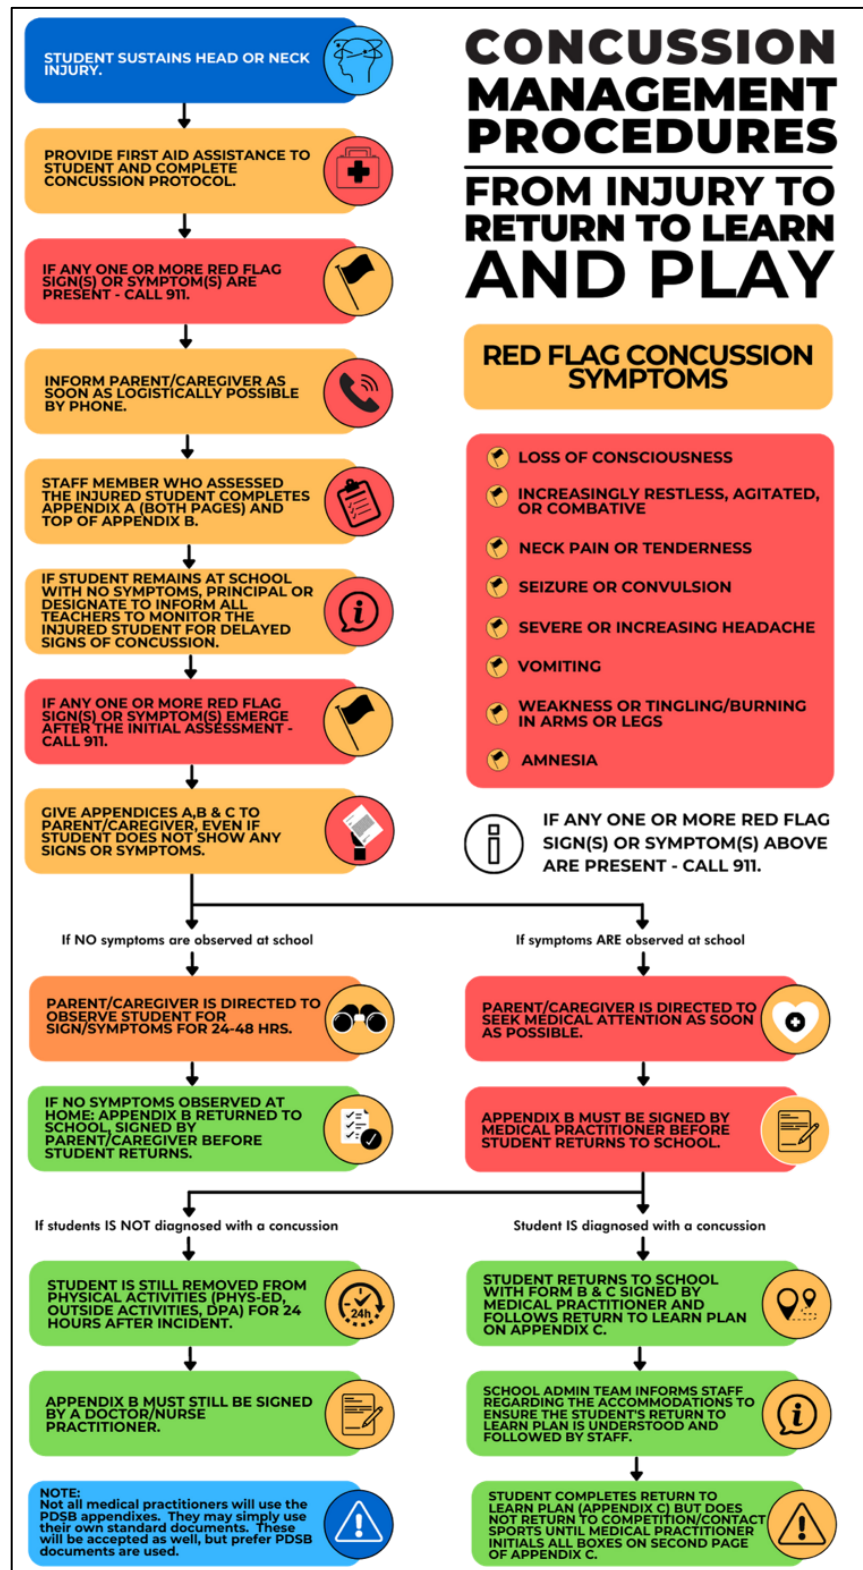 CONCUSSION
MANAGEMENT
PROCEDURES
FROM INJURY TO
RETURN TO LEARN
AND PLAY
STUDENT SUSTAINS HEAD OR NECK
INJURY.
PROVIDE FIRST AID ASSISTANCE TO
STUDENT AND COMPLETE
CONCUSSION PROTOCOL.
IF ANY ONE OR MORE RED FLAG
SIGN(S) OR SYMPTOM(S) ARE
PRESENT - CALL 911.
INFORM PARENT/CAREGIVER AS
SOON AS LOGISTICALLY POSSIBLE
BY PHONE.
STAFF MEMBER WHO ASSESSED
THE INJURED STUDENT COMPLETES
APPENDIX A (BOTH PAGES) AND
TOP OF APPENDIX B.
IF STUDENT REMAINS AT SCHOOL
WITH NO SYMPTOMS, PRINCIPAL OR
DESIGNATE TO INFORM ALL
TEACHERS TO MONITOR THE
INJURED STUDENT FOR DELAYED
SIGNS OF CONCUSSION.
IF ANY ONE OR MORE RED FLAG
SIGN(S) OR SYMPTOM(S) EMERGE
AFTER THE INITIAL ASSESSMENT -
CALL 911.
GIVE APPENDICES A,B & C TO
PARENT/CAREGIVER, EVEN IF
STUDENT DOES NOT SHOW ANY
SIGNS OR SYMPTOMS.
RED FLAG CONCUSSION
SYMPTOMS
LOSS OF CONSCIOUSNESS
INCREASINGLY RESTLESS, AGITATED,
OR COMBATIVE
NECK PAIN OR TENDERNESS
SEIZURE OR CONVULSION
SEVERE OR INCREASING HEADACHE
VOMITING
WEAKNESS OR TINGLING/BURNING
IN ARMS OR LEGS
AMNESIA
IF ANY ONE OR MORE RED FLAG
SIGN(S) OR SYMPTOM(S) ABOVE
ARE PRESENT - CALL 911.
If NO symptoms are observed at school
PARENT/CAREGIVER IS DIRECTED TO
OBSERVE STUDENT FOR
SIGN/SYMPTOMS FOR 24-48 HRS.
IF NO SYMPTOMS OBSERVED AT
HOME: APPENDIX B RETURNED TO
SCHOOL, SIGNED BY
PARENT/CAREGIVER BEFORE
STUDENT RETURNS.
If symptoms ARE observed at school
PARENT/CAREGIVER IS DIRECTED TO
SEEK MEDICAL ATTENTION AS SOON
AS POSSIBLE.
APPENDIX B MUST BE SIGNED BY
MEDICAL PRACTITIONER BEFORE
STUDENT RETURNS TO SCHOOL.
If students IS NOT diagnosed with a concussion
STUDENT IS STILL REMOVED FROM
PHYSICAL ACTIVITIES (PHYS-ED,
OUTSIDE ACTIVITIES, DPA) FOR 24
HOURS AFTER INCIDENT.
24h
APPENDIX B MUST STILL BE SIGNED
BY A DOCTOR/NURSE
PRACTITIONER.
NOTE:
Not all medical practitioners will use the
PDSB appendixes. They may simply use
their own standard documents. These
will be accepted as well, but prefer PDSB
documents are used.
Student IS diagnosed with a concussion
STUDENT RETURNS TO SCHOOL
WITH FORM B & C SIGNED BY
MEDICAL PRACTITIONER AND
FOLLOWS RETURN TO LEARN PLAN
ON APPENDIX C.
SCHOOL ADMIN TEAM INFORMS STAFF
REGARDING THE ACCOMMODATIONS TO
ENSURE THE STUDENT'S RETURN TO
LEARN PLAN IS UNDERSTOOD AND
FOLLOWED BY STAFF.
STUDENT COMPLETES RETURN TO
LEARN PLAN (APPENDIX C) BUT DOES
NOT RETURN TO COMPETITION/CONTACT
SPORTS UNTIL MEDICAL PRACTITIONER
INITIALS ALL BOXES ON SECOND PAGE
OF APPENDIX C.